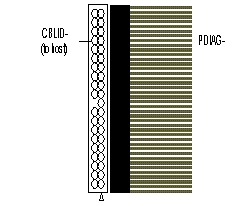 CBLID-
(to host)
PDIAG-